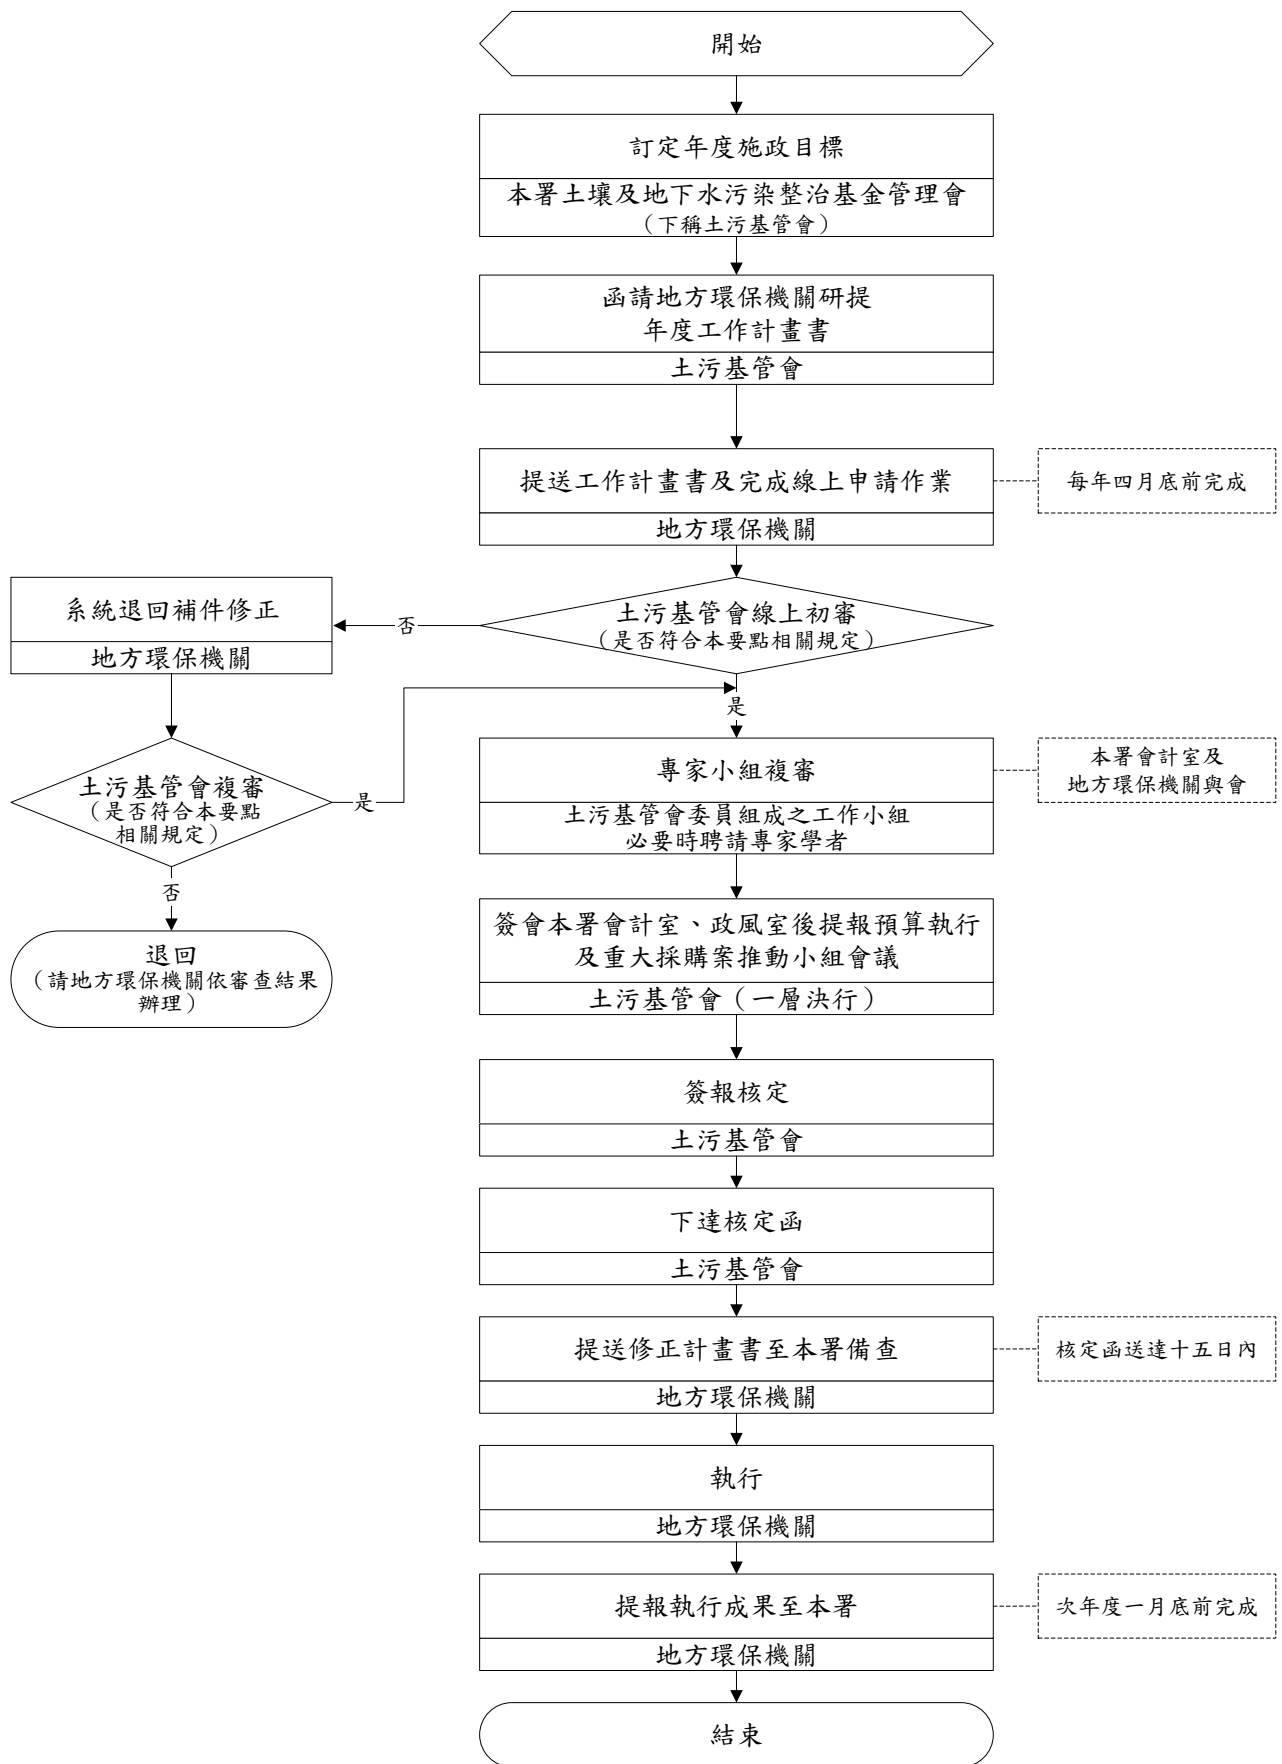 開始
訂定年度施政目標
本署土壤及地下水污染整治基金管理會
（下稱土污基管會）
函請地方環保機關研提
年度工作計畫書
土污基管會
提送工作計畫書及完成線上申請作業
地方環保機關
每年四月底前完成
土污基管會線上初審
（是否符合本要點相關規定）
否
系統退回補件修正
地方環保機關
是
土污基管會複審
（是否符合本要點
相關規定）
是
否
退回
（請地方環保機關依審查結果
辦理）
專家小組複審
土污基管會委員組成之工作小組
必要時聘請專家學者
本署會計室及
地方環保機關與會
簽會本署會計室、政風室後提報預算執行
及重大採購案推動小組會議
土污基管會（一層決行）
簽報核定
土污基管會
下達核定函
土污基管會
提送修正計畫書至本署備查
地方環保機關
核定函送達十五日內
執行
地方環保機關
提報執行成果至本署
地方環保機關
次年度一月底前完成
結束